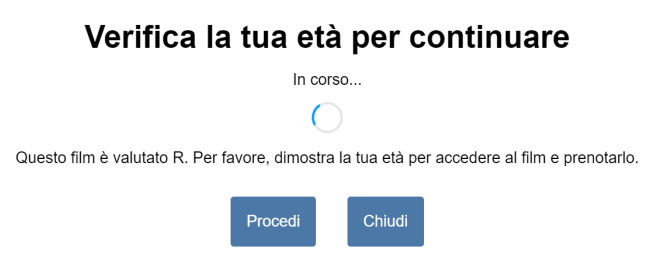 Verifica la tua età per continuare
In corso...
Questo film è valutato R. Per favore, dimostra la tua età per accedere al film e prenotarlo.
Procedi
Chiudi